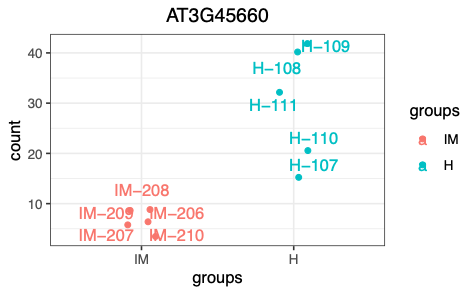 AT3G45660
count
40
30
20
10
H−109
H−108
H−111
H−110
H−107
IM−208
IM−209
IM−206
IM−207
IM−210
IM
H
groups
groups
a IM
a H